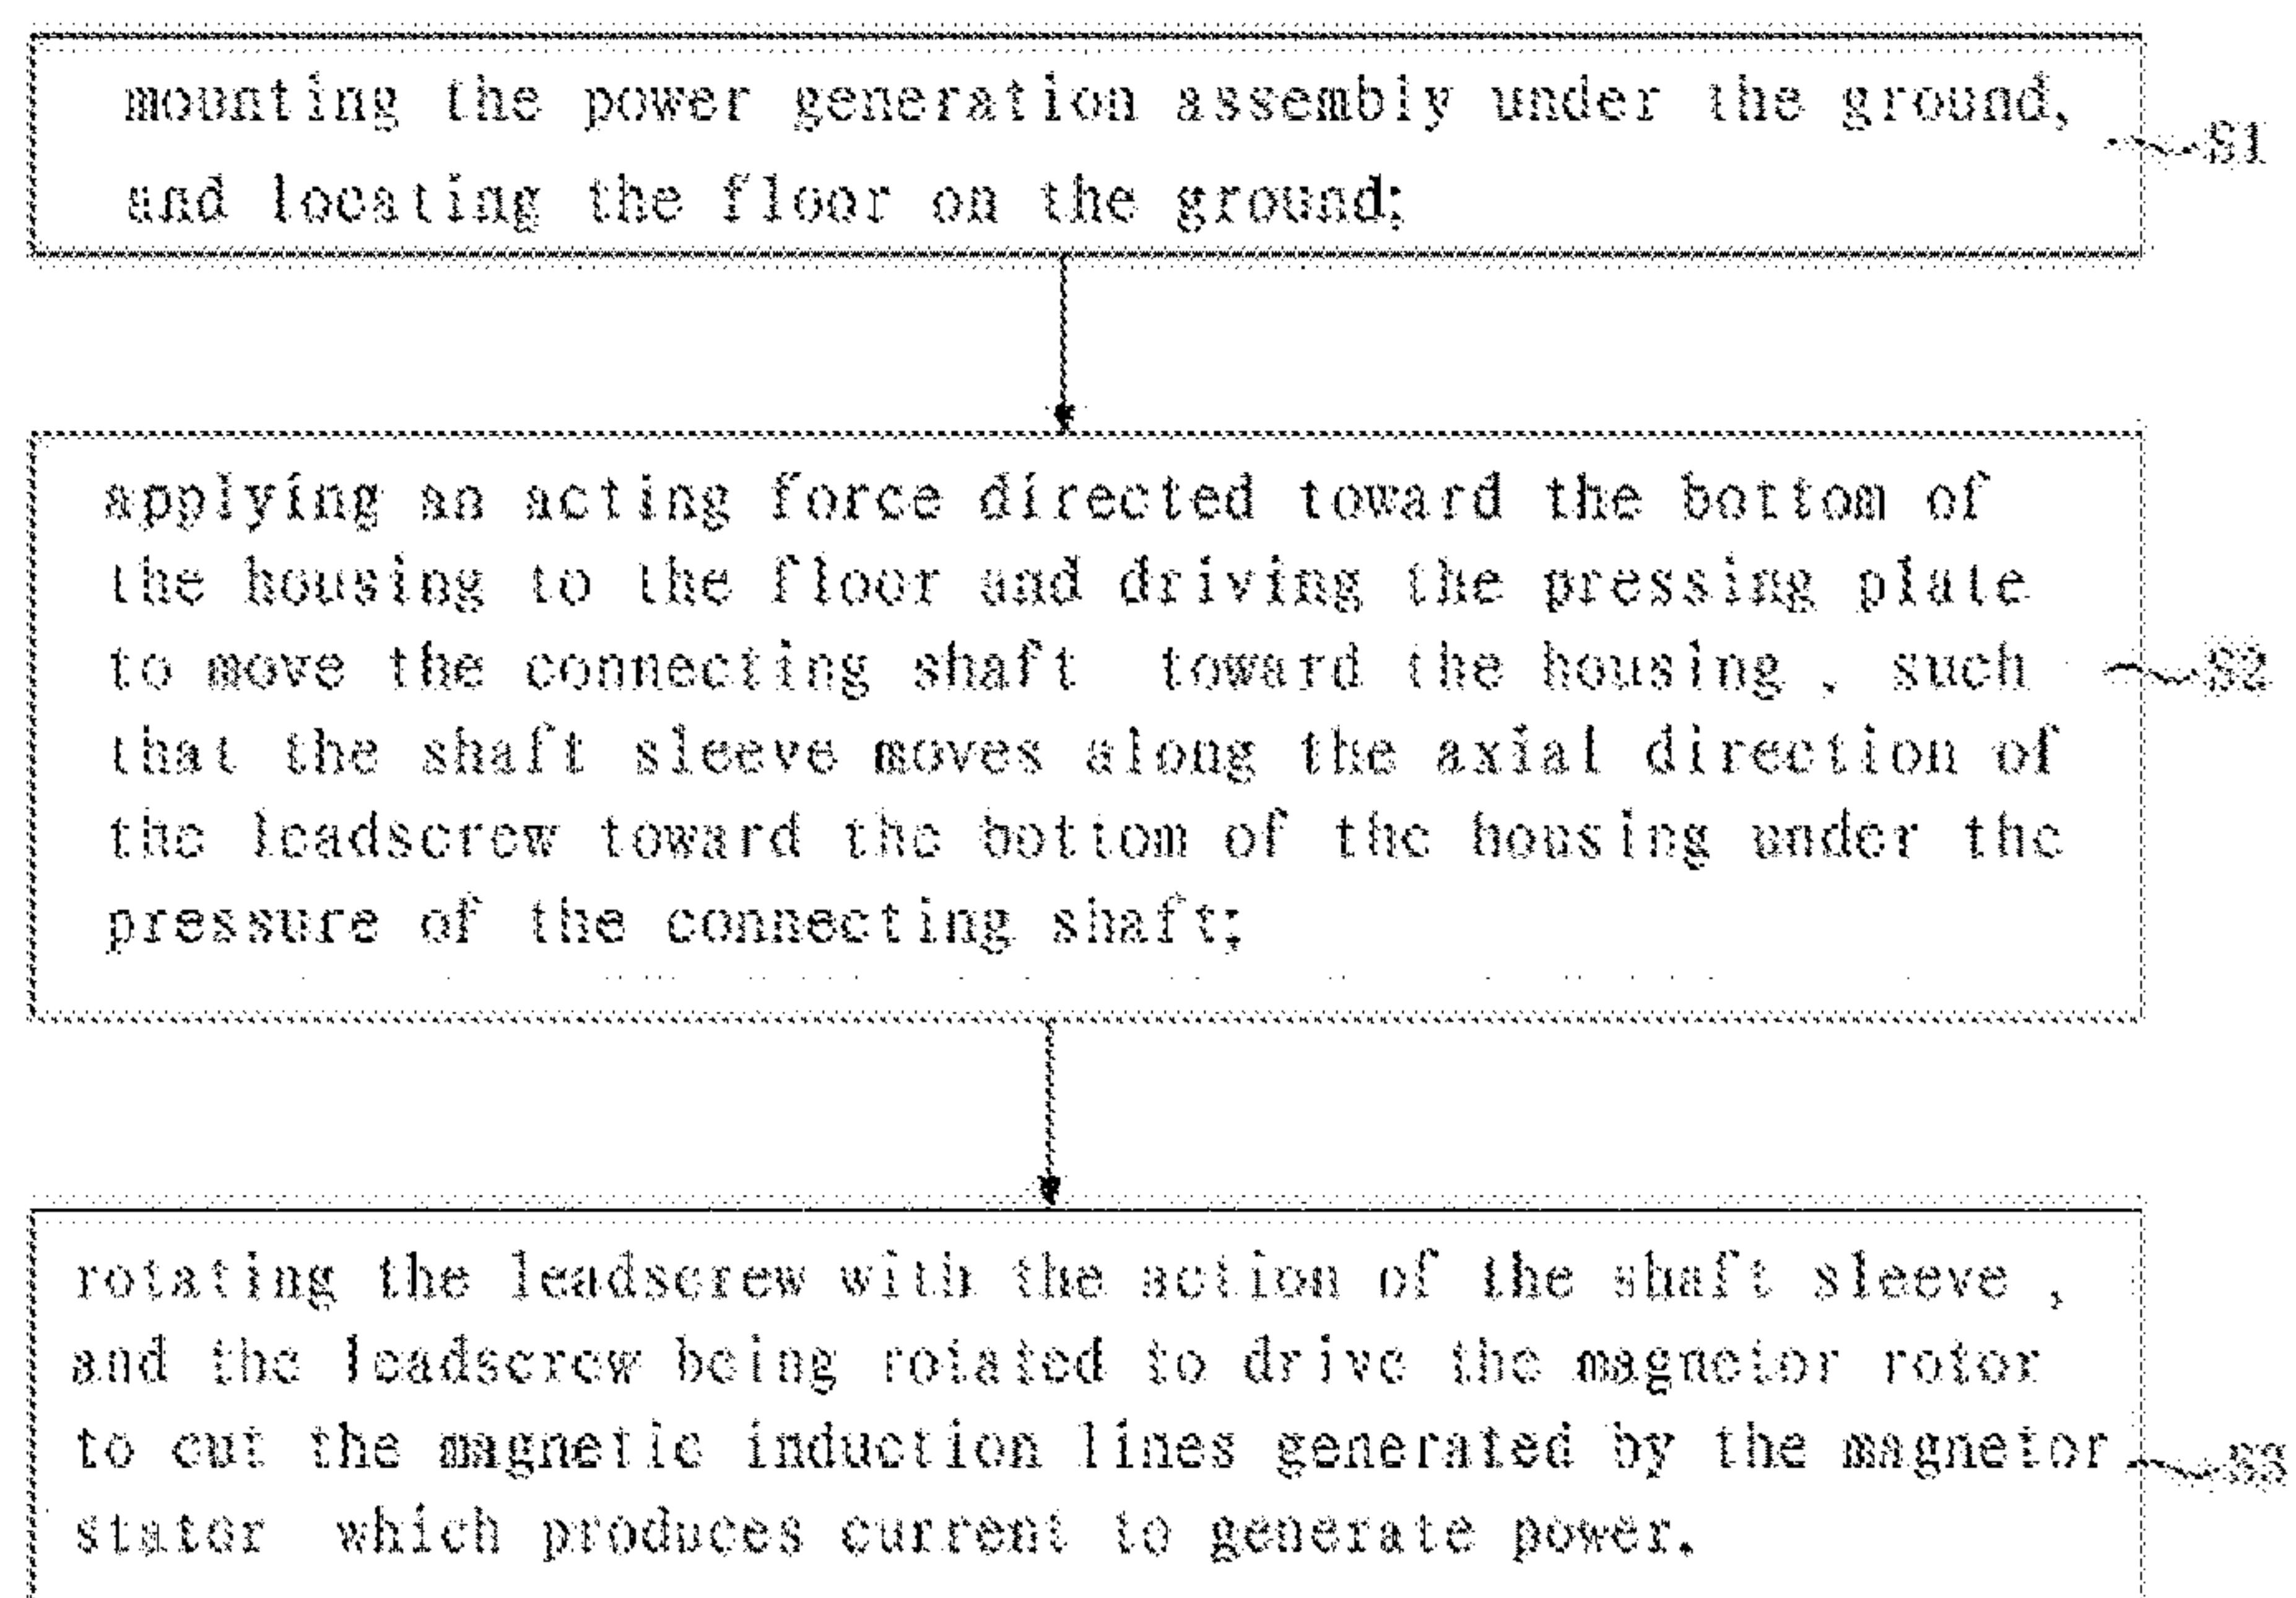 mounting the power generation assembly under the ground,
and locating the floor on the ground;
S1
applying an acting force directed toward the bottom of
the housing to the floor and driving the pressing plate
to move the connecting shaft toward the housing , such
that the shaft sleeve moves along the axial direction of
the leadscrew toward the bottom of the housing under the
pressure of the connecting shaft;
S2
rotating the leadscrew with the action of the shaft sleeve ,
and the leadscrew being rotated to drive the magnetor rotor
to cut the magnetic induction lines generated by the magnetor
stator which produces current to generate power.
S3